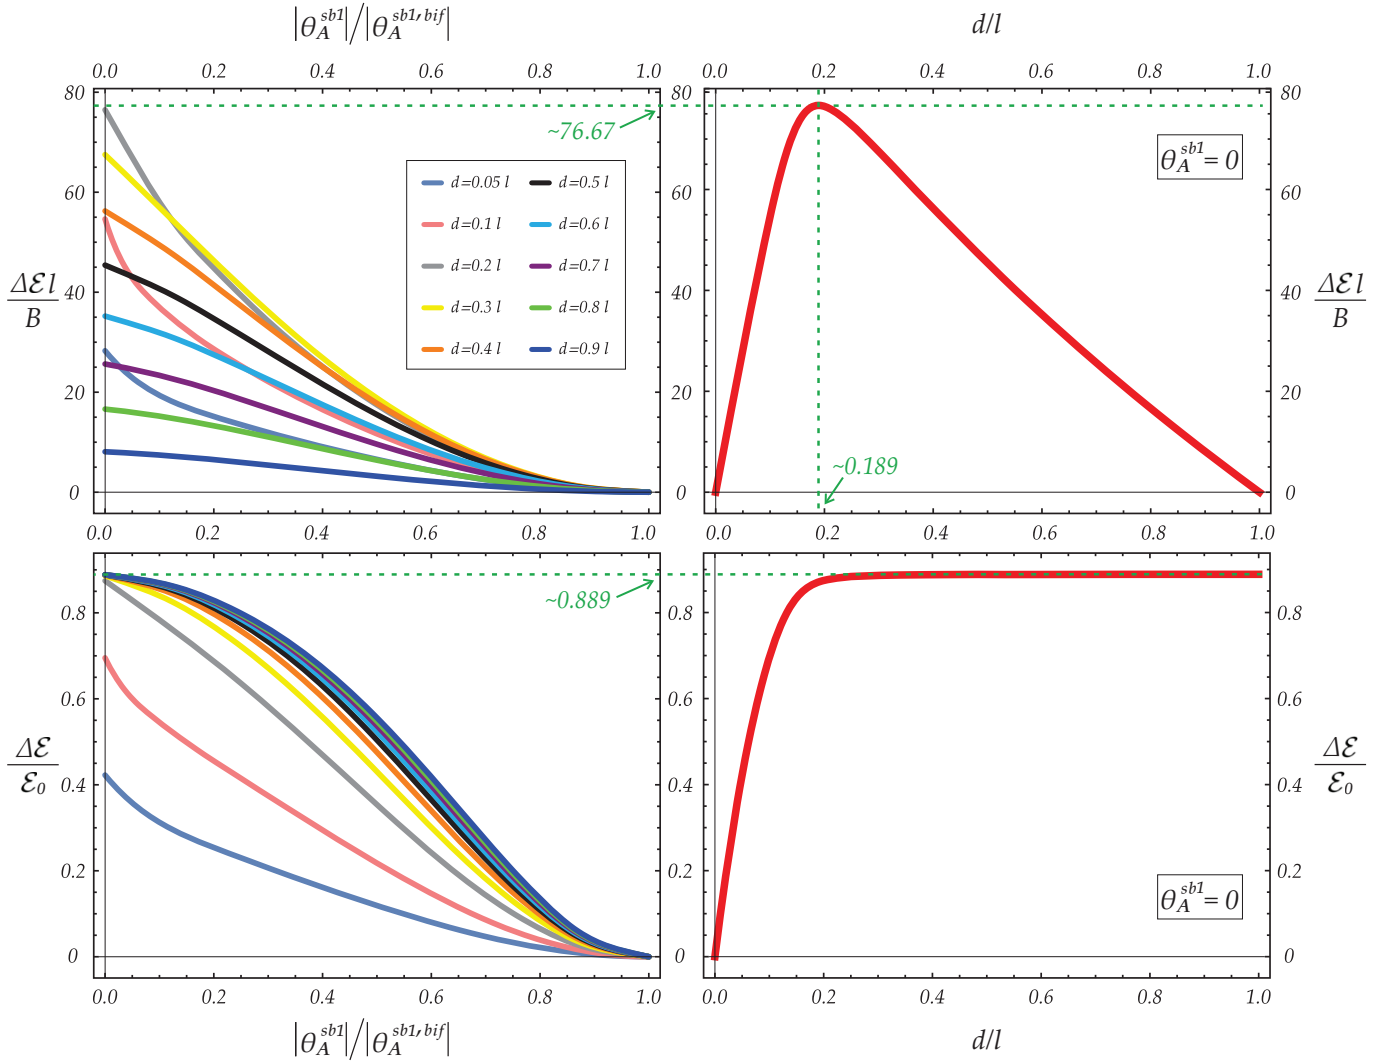 |θ_A^sb1|/|θ_A^sb1,bif|
d/l
0.0 0.2 0.4 0.6 0.8 1.0
0.0 0.2 0.4 0.6 0.8 1.0
80
60
40
20
0
Δℰ l
B
~76.67
d=0.05 l
d=0.5 l
d=0.1 l
d=0.6 l
d=0.2 l
d=0.7 l
d=0.3 l
d=0.8 l
d=0.4 l
d=0.9 l
θ_A^sb1 = 0
~0.189
80
60
40
20
0
80
60
40
20
0
Δℰ l
B
0.0 0.2 0.4 0.6 0.8 1.0
0.0 0.2 0.4 0.6 0.8 1.0
0.8
0.6
0.4
0.2
0
Δℰ
ℰ0
~0.889
0.8
0.6
0.4
0.2
0
θ_A^sb1 = 0
0.8
0.6
0.4
0.2
0
Δℰ
ℰ0
0.0 0.2 0.4 0.6 0.8 1.0
0.0 0.2 0.4 0.6 0.8 1.0
|θ_A^sb1|/|θ_A^sb1,bif|
d/l